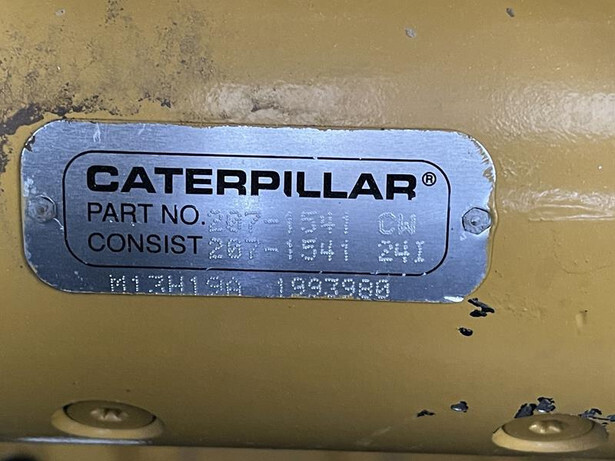 CATERPILLAR®
PART NO. 207-1541 CW
CONSIST 207-1541 24I
M13H19A 1993980